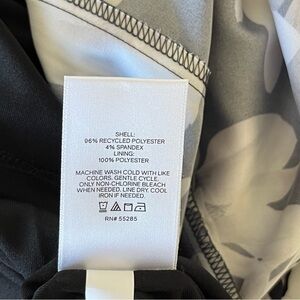 SHELL:
96% RECYCLED POLYESTER
4% SPANDEX
LINING:
100% POLYESTER
MACHINE WASH COLD WITH LIKE
COLORS. GENTLE CYCLE.
ONLY NON-CHLORINE BLEACH
WHEN NEEDED. LINE DRY. COOL
IRON IF NEEDED.
RN# 55285